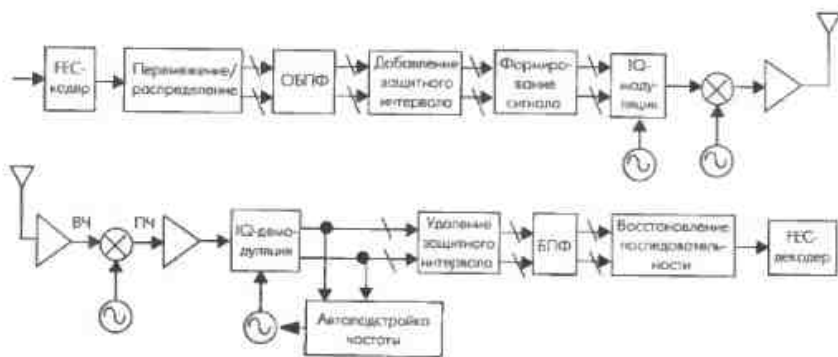 FEC-
кодер
Перемежение/
распределение
ОБПФ
Добавление
защитного
интервала
Формиро-
вание
сигнала
IQ-
моду-
ляция
ВЧ
ПЧ
IQ-демо-
дуляция
Удаление
защитного
интервала
БПФ
Восстановление
последователь-
ности
FEC-
декодер
Автоподстройка
частоты